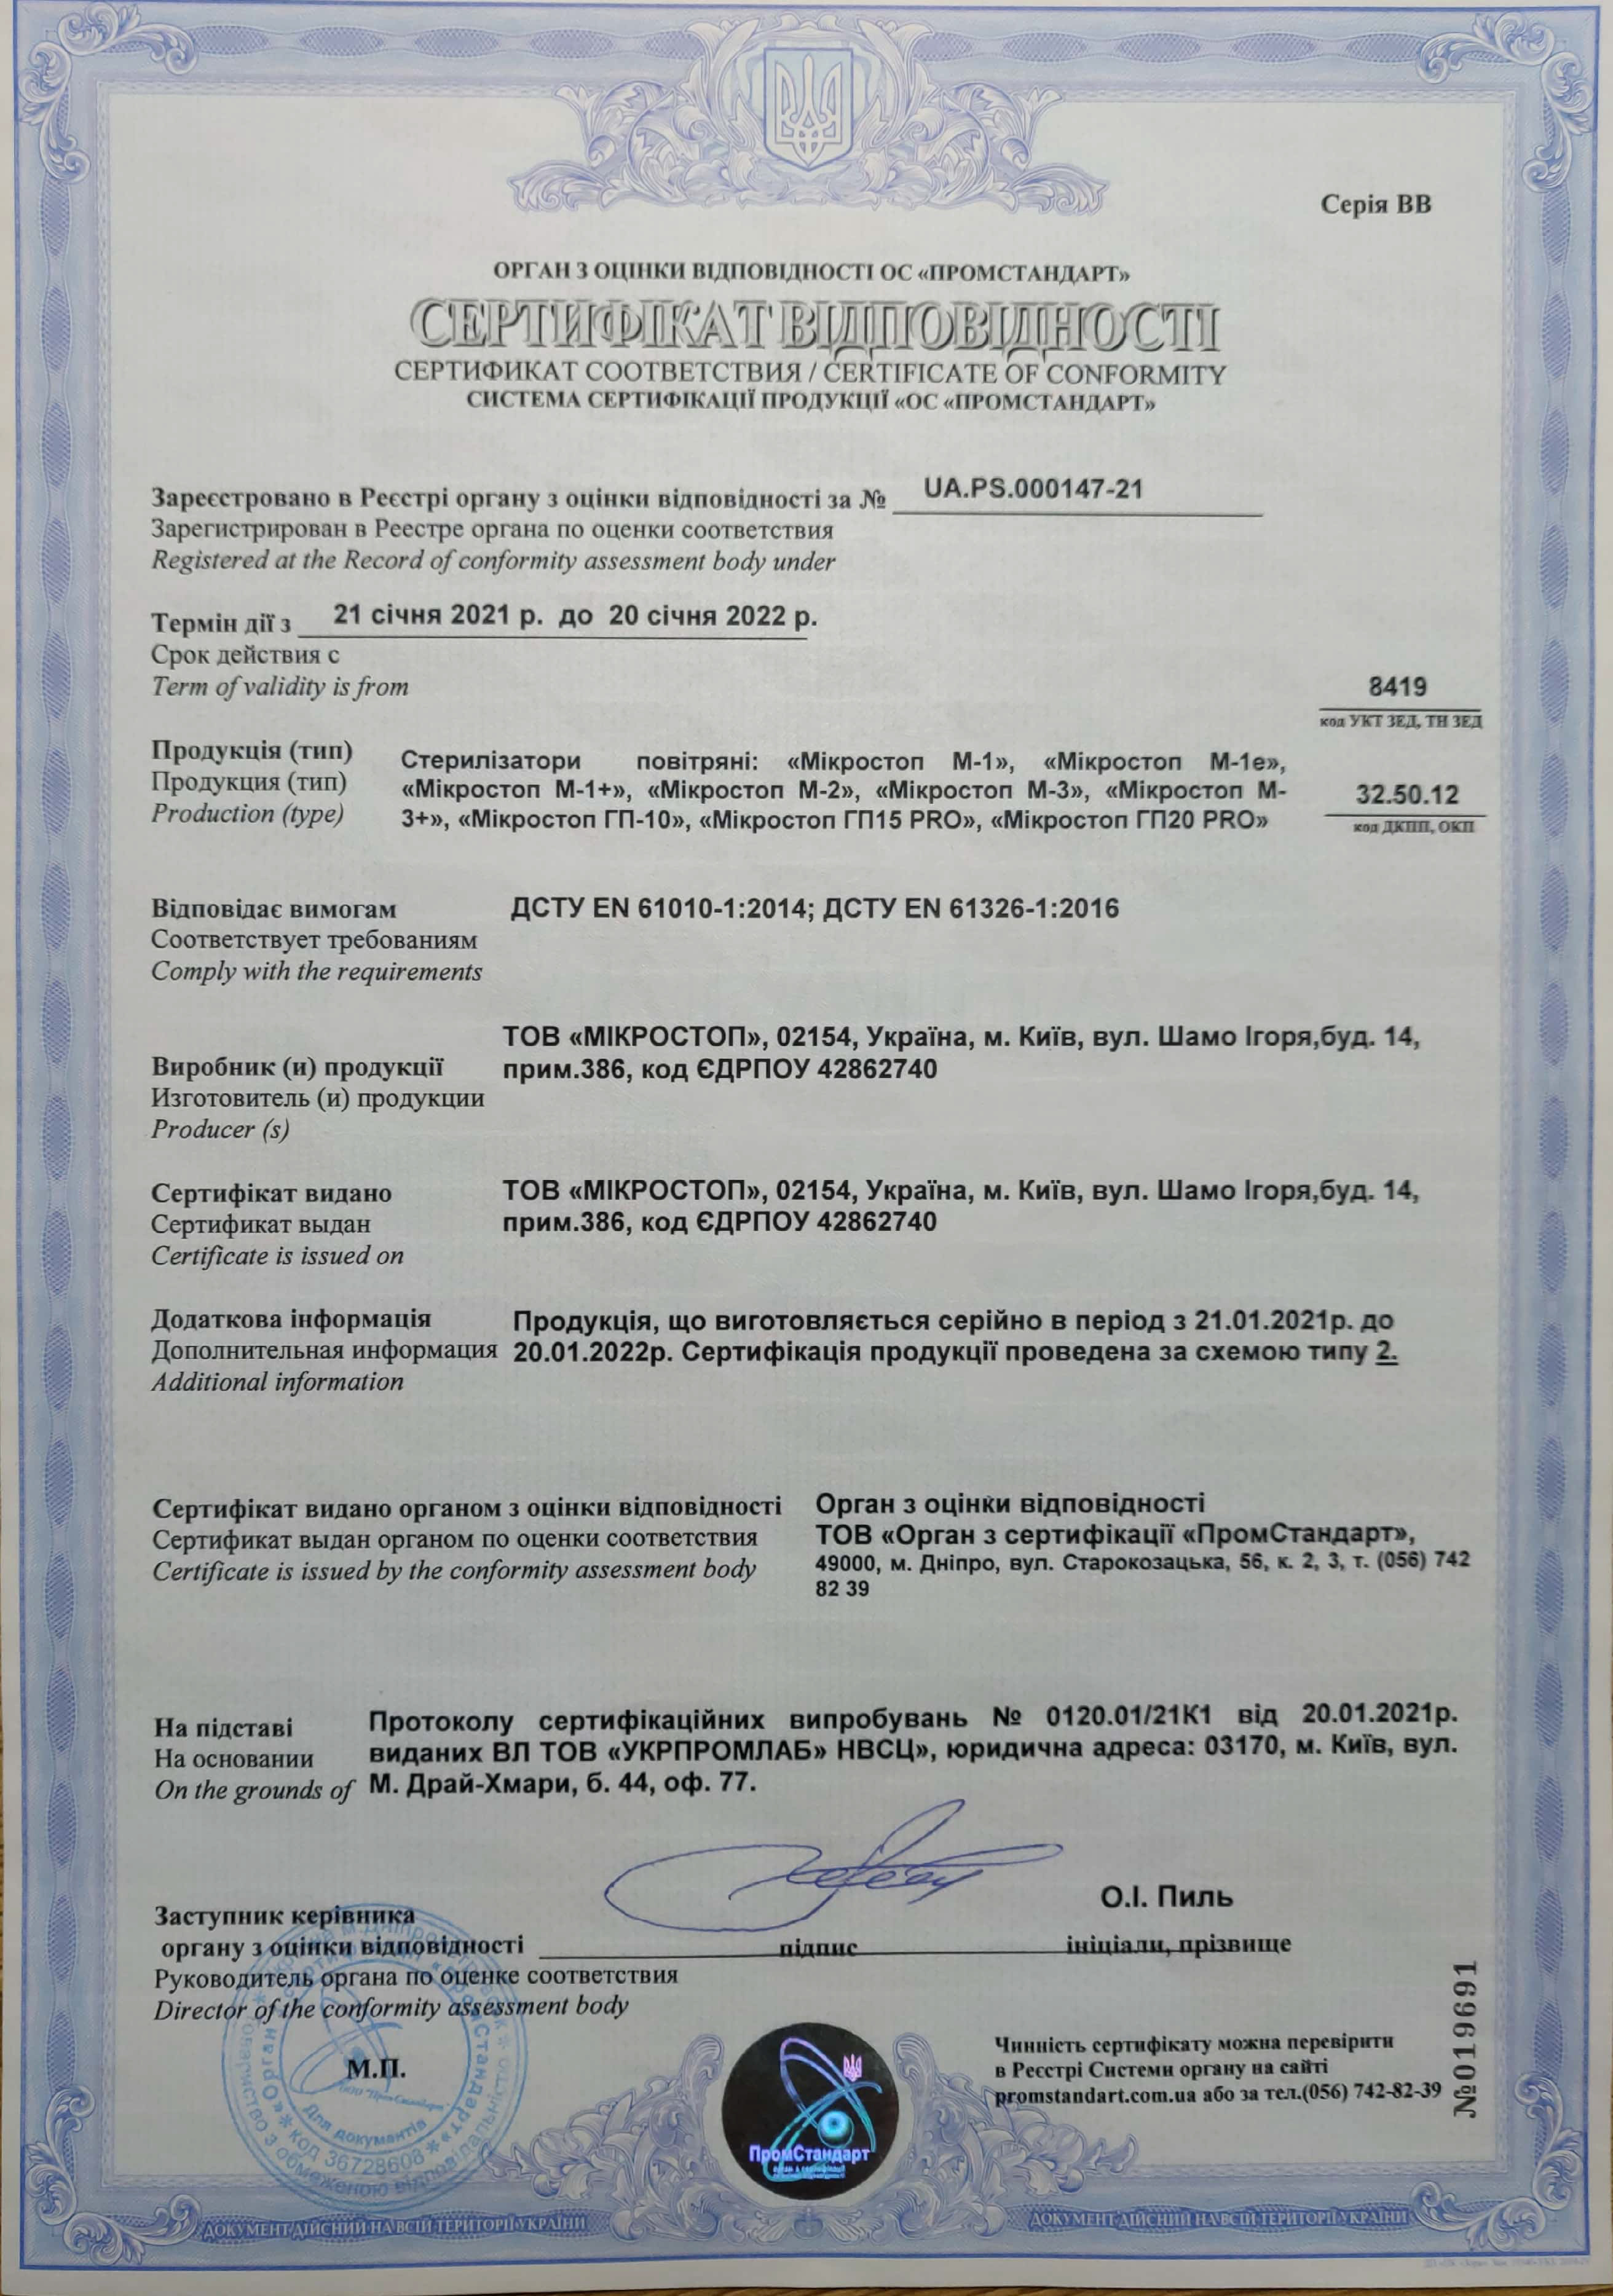 Серія ВВ
ОРГАН З ОЦІНКИ ВІДПОВІДНОСТІ ОС «ПРОМСТАНДАРТ»
СЕРТИФІКАТ ВІДПОВІДНОСТІ
СЕРТИФИКАТ СООТВЕТСТВИЯ / CERTIFICATE OF CONFORMITY
СИСТЕМА СЕРТИФІКАЦІЇ ПРОДУКЦІЇ «ОС «ПРОМСТАНДАРТ»
Зареєстровано в Реєстрі органу з оцінки відповідності за № UA.PS.000147-21
Зарегистрирован в Реестре органа по оценки соответствия
Registered at the Record of conformity assessment body under
Термін дії з 21 січня 2021 р. до 20 січня 2022 р.
Срок действия с
Term of validity is from
8419
код УКТ ЗЕД, ТН ЗЕД
Продукція (тип)
Продукция (тип)
Production (type)
Стерилізатори повітряні: «Мікростоп М-1», «Мікростоп М-1е»,
«Мікростоп М-1+», «Мікростоп М-2», «Мікростоп М-3», «Мікростоп М-
3+», «Мікростоп ГП-10», «Мікростоп ГП15 PRO», «Мікростоп ГП20 PRO»
32.50.12
код ДКПП, ОКП
Відповідає вимогам
Соответствует требованиям
Comply with the requirements
ДСТУ EN 61010-1:2014; ДСТУ EN 61326-1:2016
Виробник (и) продукції
Изготовитель (и) продукции
Producer (s)
ТОВ «МІКРОСТОП», 02154, Україна, м. Київ, вул. Шамо Ігоря,буд. 14,
прим.386, код ЄДРПОУ 42862740
Сертифікат видано
Сертификат выдан
Certificate is issued on
ТОВ «МІКРОСТОП», 02154, Україна, м. Київ, вул. Шамо Ігоря,буд. 14,
прим.386, код ЄДРПОУ 42862740
Додаткова інформація
Дополнительная информация
Additional information
Продукція, що виготовляється серійно в період з 21.01.2021р. до
20.01.2022р. Сертифікація продукції проведена за схемою типу 2.
Сертифікат видано органом з оцінки відповідності
Сертификат выдан органом по оценки соответствия
Certificate is issued by the conformity assessment body
Орган з оцінки відповідності
ТОВ «Орган з сертифікації «ПромСтандарт»,
49000, м. Дніпро, вул. Старокозацька, 56, к. 2, 3, т. (056) 742
82 39
На підставі
На основании
On the grounds of
Протоколу сертифікаційних випробувань № 0120.01/21К1 від 20.01.2021р.
виданих ВЛ ТОВ «УКРПРОМЛАБ» НВСЦ», юридична адреса: 03170, м. Київ, вул.
М. Драй-Хмари, б. 44, оф. 77.
О.І. Пиль
Заступник керівника
органу з оцінки відповідності
підпис
ініціали, прізвище
Руководитель органа по оценке соответствия
Director of the conformity assessment body
М.П.
Для документів
код 36728608
Чинність сертифікату можна перевірити
в Реєстрі Системи органу на сайті
promstandart.com.ua або за тел.(056) 742-82-39
№019691
ПромСтандарт
ДОКУМЕНТ ДІЙСНИЙ НА ВСІЙ ТЕРИТОРІЇ УКРАЇНИ
ДОКУМЕНТ ДІЙСНИЙ НА ВСІЙ ТЕРИТОРІЇ УКРАЇНИ